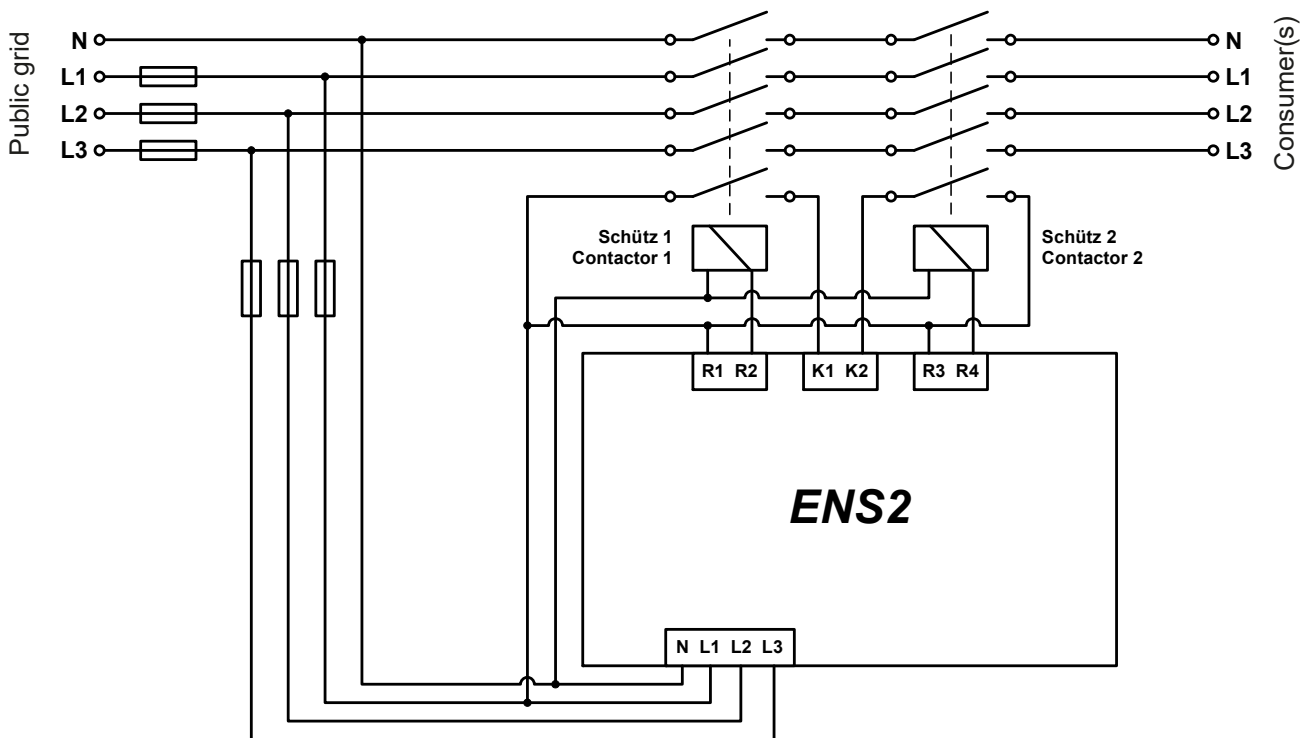 Public grid
N
L1
L2
L3
N
L1
L2
L3
Consumer(s)
Schütz 1
Contactor 1
Schütz 2
Contactor 2
R1 R2
K1 K2
R3 R4
ENS2
N L1 L2 L3